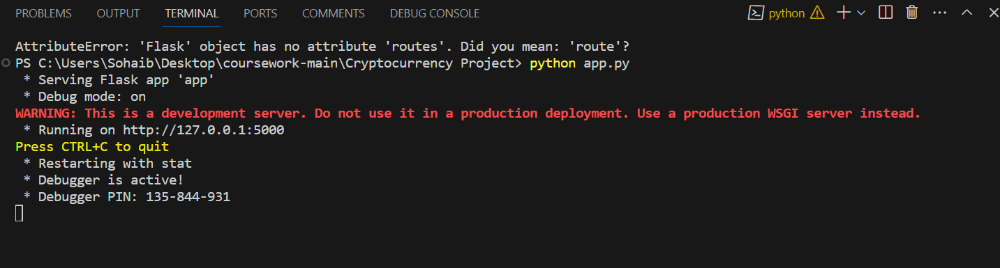 PROBLEMS OUTPUT TERMINAL PORTS COMMENTS DEBUG CONSOLE python
AttributeError: 'Flask' object has no attribute 'routes'. Did you mean: 'route'?
PS C:\Users\Sohaib\Desktop\coursework-main\Cryptocurrency Project> python app.py
 * Serving Flask app 'app'
 * Debug mode: on
WARNING: This is a development server. Do not use it in a production deployment. Use a production WSGI server instead.
 * Running on http://127.0.0.1:5000
Press CTRL+C to quit
 * Restarting with stat
 * Debugger is active!
 * Debugger PIN: 135-844-931